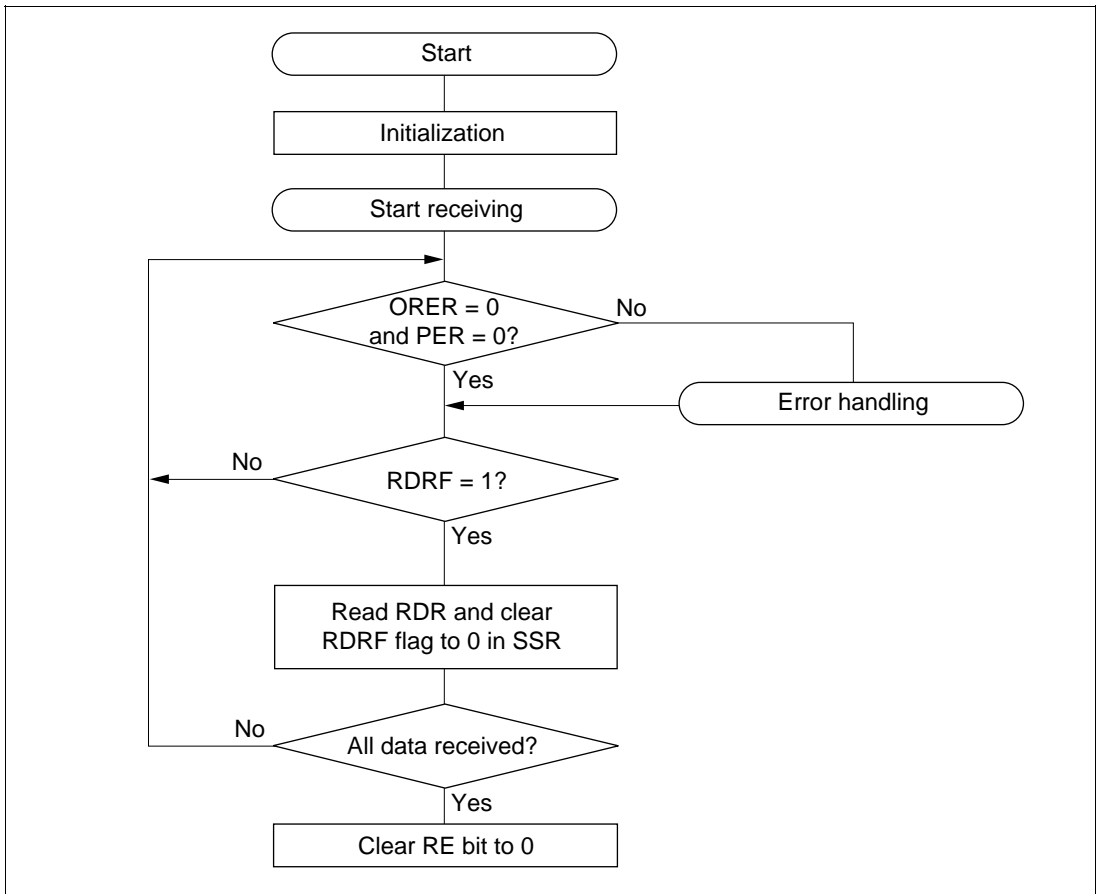 Start
Initialization
Start receiving
ORER = 0
and PER = 0?
No
Yes
Error handling
No
RDRF = 1?
Yes
Read RDR and clear
RDRF flag to 0 in SSR
No
All data received?
Yes
Clear RE bit to 0